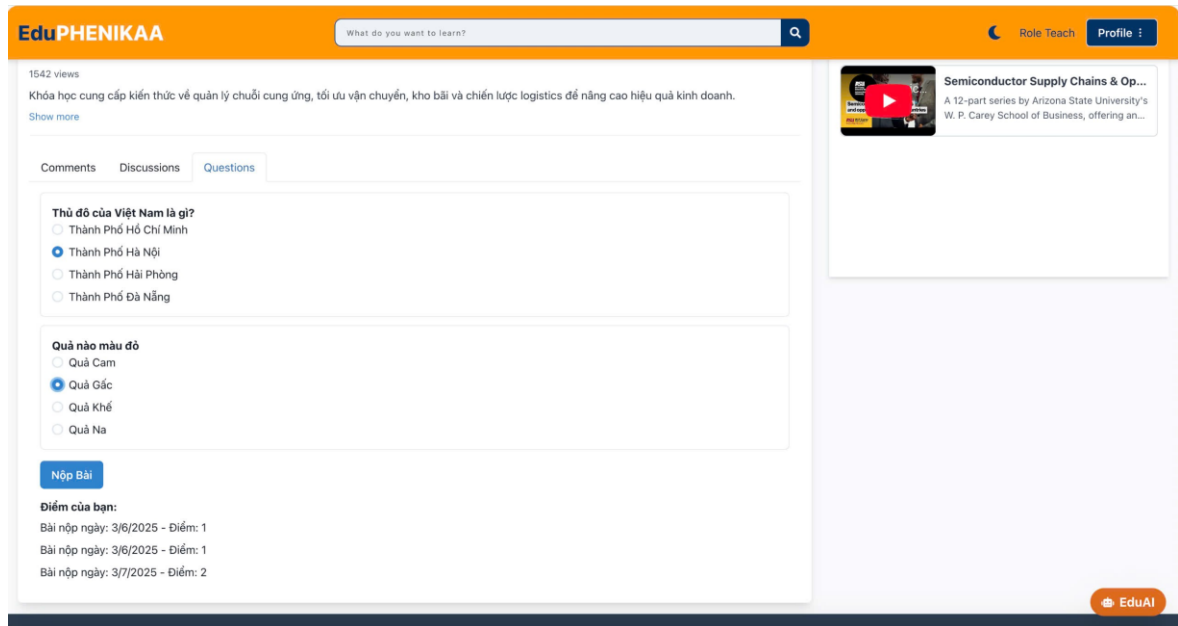 EduPHENIKAA
What do you want to learn?
Role Teach
Profile ⋮
1542 views
Khóa học cung cấp kiến thức về quản lý chuỗi cung ứng, tối ưu vận chuyển, kho bãi và chiến lược logistics để nâng cao hiệu quả kinh doanh.
Show more
Comments Discussions Questions
Thủ đô của Việt Nam là gì?
Thành Phố Hồ Chí Minh
Thành Phố Hà Nội
Thành Phố Hải Phòng
Thành Phố Đà Nẵng
Quả nào màu đỏ
Quả Cam
Quả Gấc
Quả Khế
Quả Na
Nộp Bài
Điểm của bạn:
Bài nộp ngày: 3/6/2025 - Điểm: 1
Bài nộp ngày: 3/6/2025 - Điểm: 1
Bài nộp ngày: 3/7/2025 - Điểm: 2
Semiconductor Supply Chains & Op...
A 12-part series by Arizona State University's
W. P. Carey School of Business, offering an...
EduAI